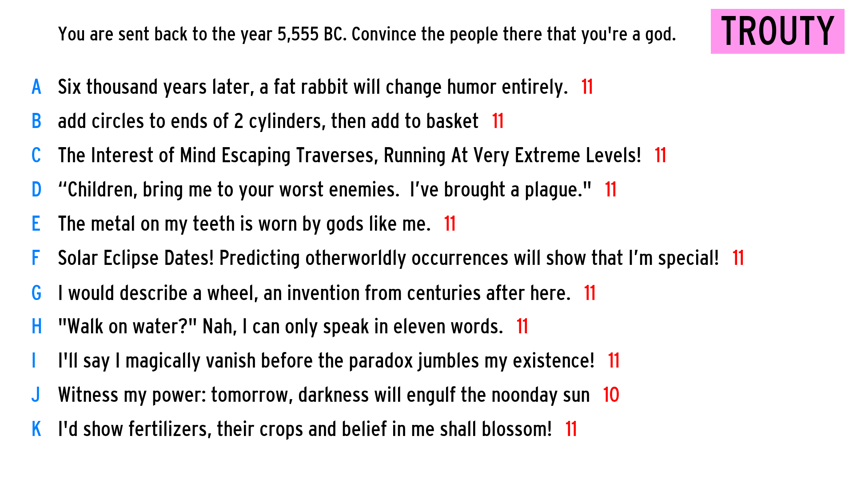 You are sent back to the year 5,555 BC. Convince the people there that you're a god.
TROUTY
A Six thousand years later, a fat rabbit will change humor entirely. 11
B add circles to ends of 2 cylinders, then add to basket 11
C The Interest of Mind Escaping Traverses, Running At Very Extreme Levels! 11
D “Children, bring me to your worst enemies. I’ve brought a plague." 11
E The metal on my teeth is worn by gods like me. 11
F Solar Eclipse Dates! Predicting otherworldly occurrences will show that I’m special! 11
G I would describe a wheel, an invention from centuries after here. 11
H "Walk on water?" Nah, I can only speak in eleven words. 11
I I'll say I magically vanish before the paradox jumbles my existence! 11
J Witness my power: tomorrow, darkness will engulf the noonday sun 10
K I'd show fertilizers, their crops and belief in me shall blossom! 11